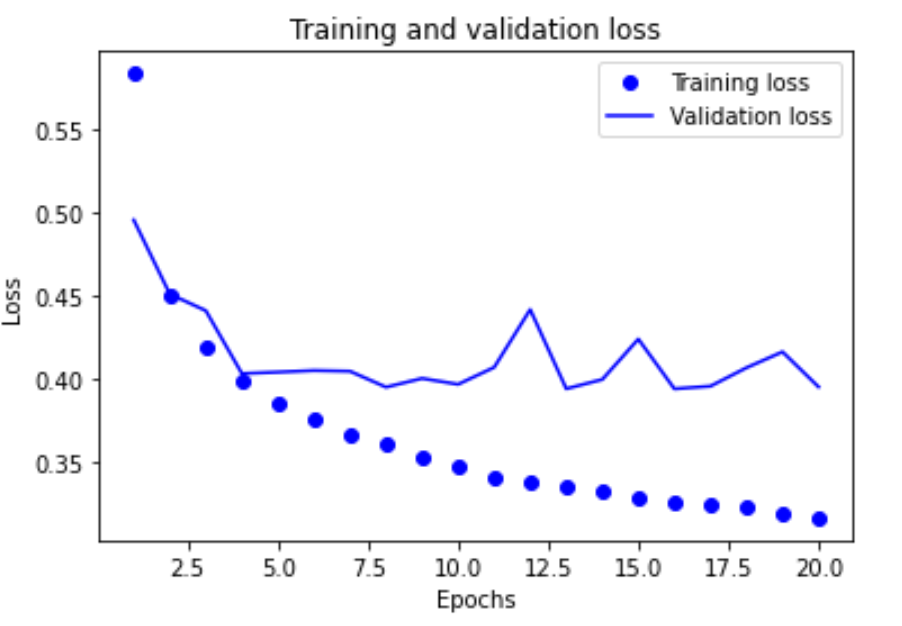 Training and validation loss
Training loss
Validation loss
0.55
0.50
0.45
0.40
0.35
Loss
2.5 5.0 7.5 10.0 12.5 15.0 17.5 20.0
Epochs